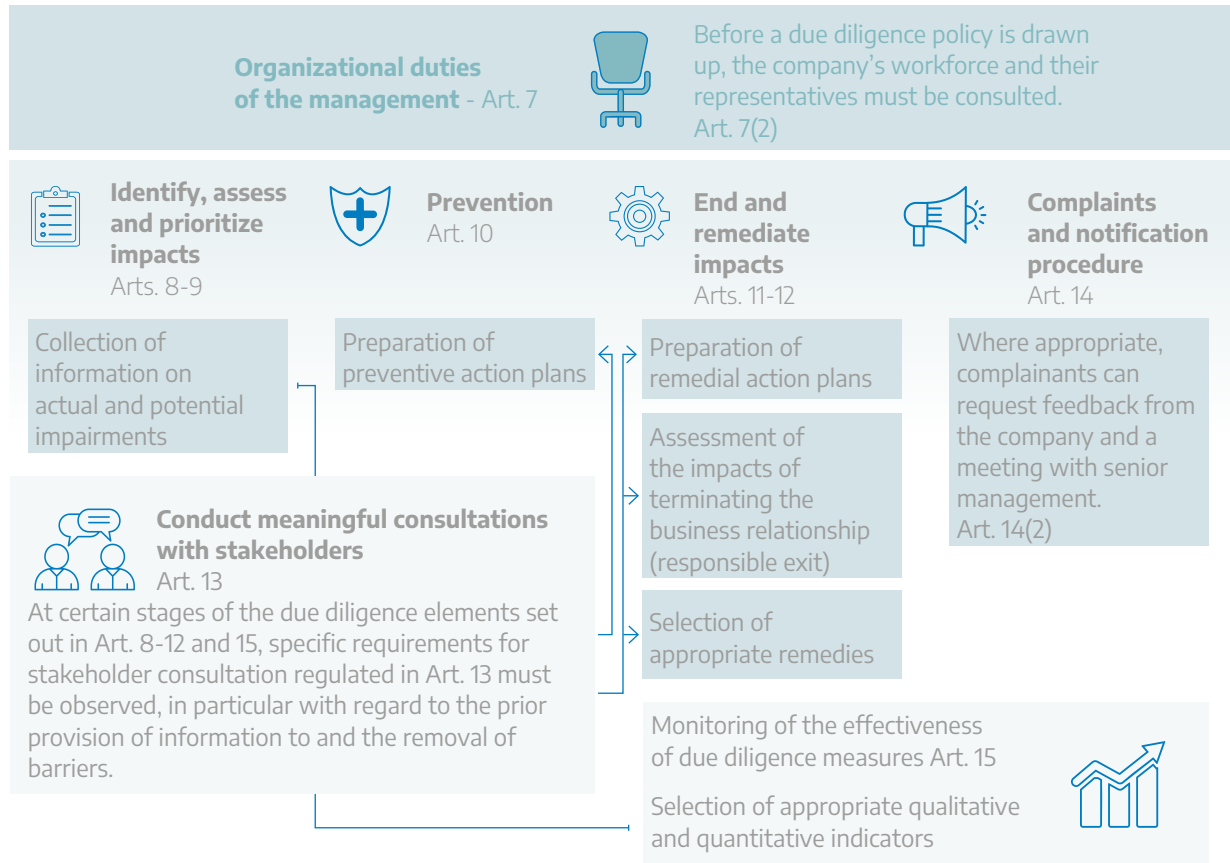 Organizational duties
of the management - Art. 7
Before a due diligence policy is drawn
up, the company's workforce and their
representatives must be consulted.
Art. 7(2)
Identify, assess
and prioritize
impacts
Arts. 8-9
Prevention
Art. 10
End and
remediate
impacts
Arts. 11-12
Complaints
and notification
procedure
Art. 14
Collection of
information on
actual and potential
impairments
Preparation of
preventive action plans
Preparation of
remedial action plans
Assessment of
the impacts of
terminating the
business relationship
(responsible exit)
Selection of
appropriate remedies
Where appropriate,
complainants can
request feedback from
the company and a
meeting with senior
management.
Art. 14(2)
Conduct meaningful consultations
with stakeholders
Art. 13
At certain stages of the due diligence elements set
out in Art. 8-12 and 15, specific requirements for
stakeholder consultation regulated in Art. 13 must
be observed, in particular with regard to the prior
provision of information to and the removal of
barriers.
Monitoring of the effectiveness
of due diligence measures Art. 15
Selection of appropriate qualitative
and quantitative indicators